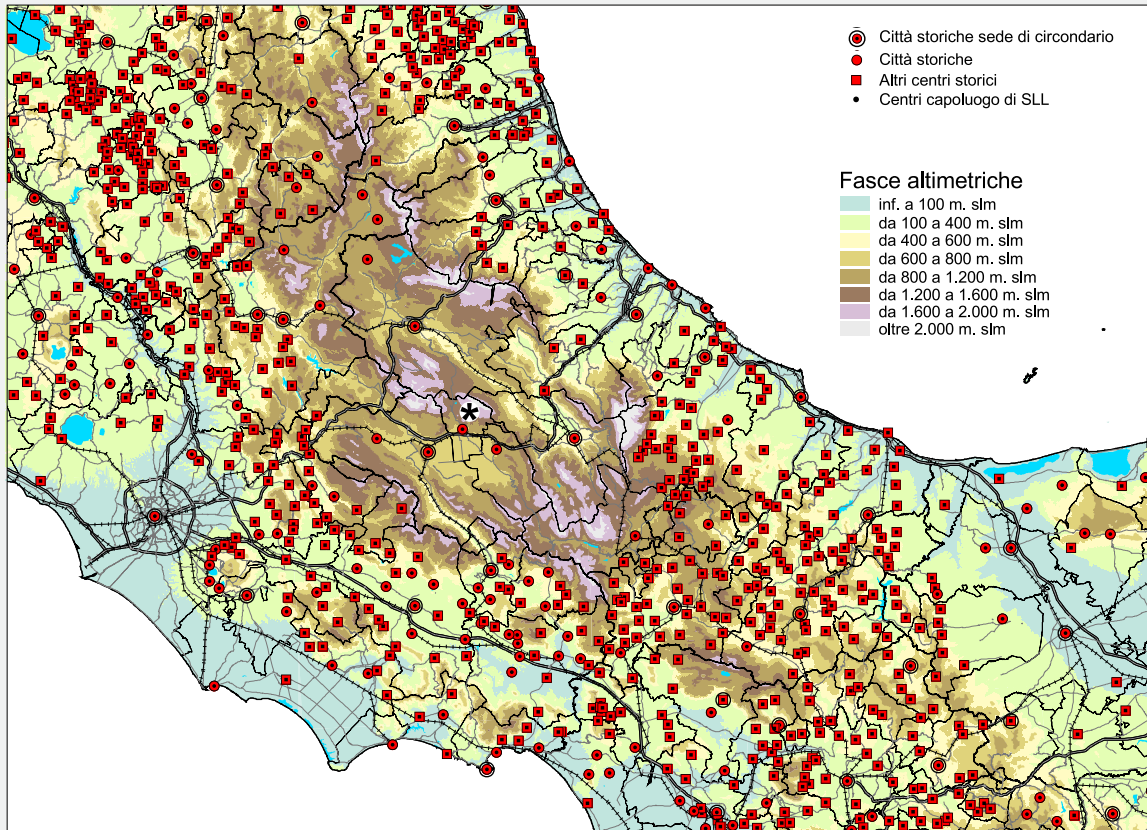 Città storiche sede di circondario
Città storiche
Altri centri storici
Centri capoluogo di SLL
Fasce altimetriche
inf. a 100 m. slm
da 100 a 400 m. slm
da 400 a 600 m. slm
da 600 a 800 m. slm
da 800 a 1.200 m. slm
da 1.200 a 1.600 m. slm
da 1.600 a 2.000 m. slm
oltre 2.000 m. slm